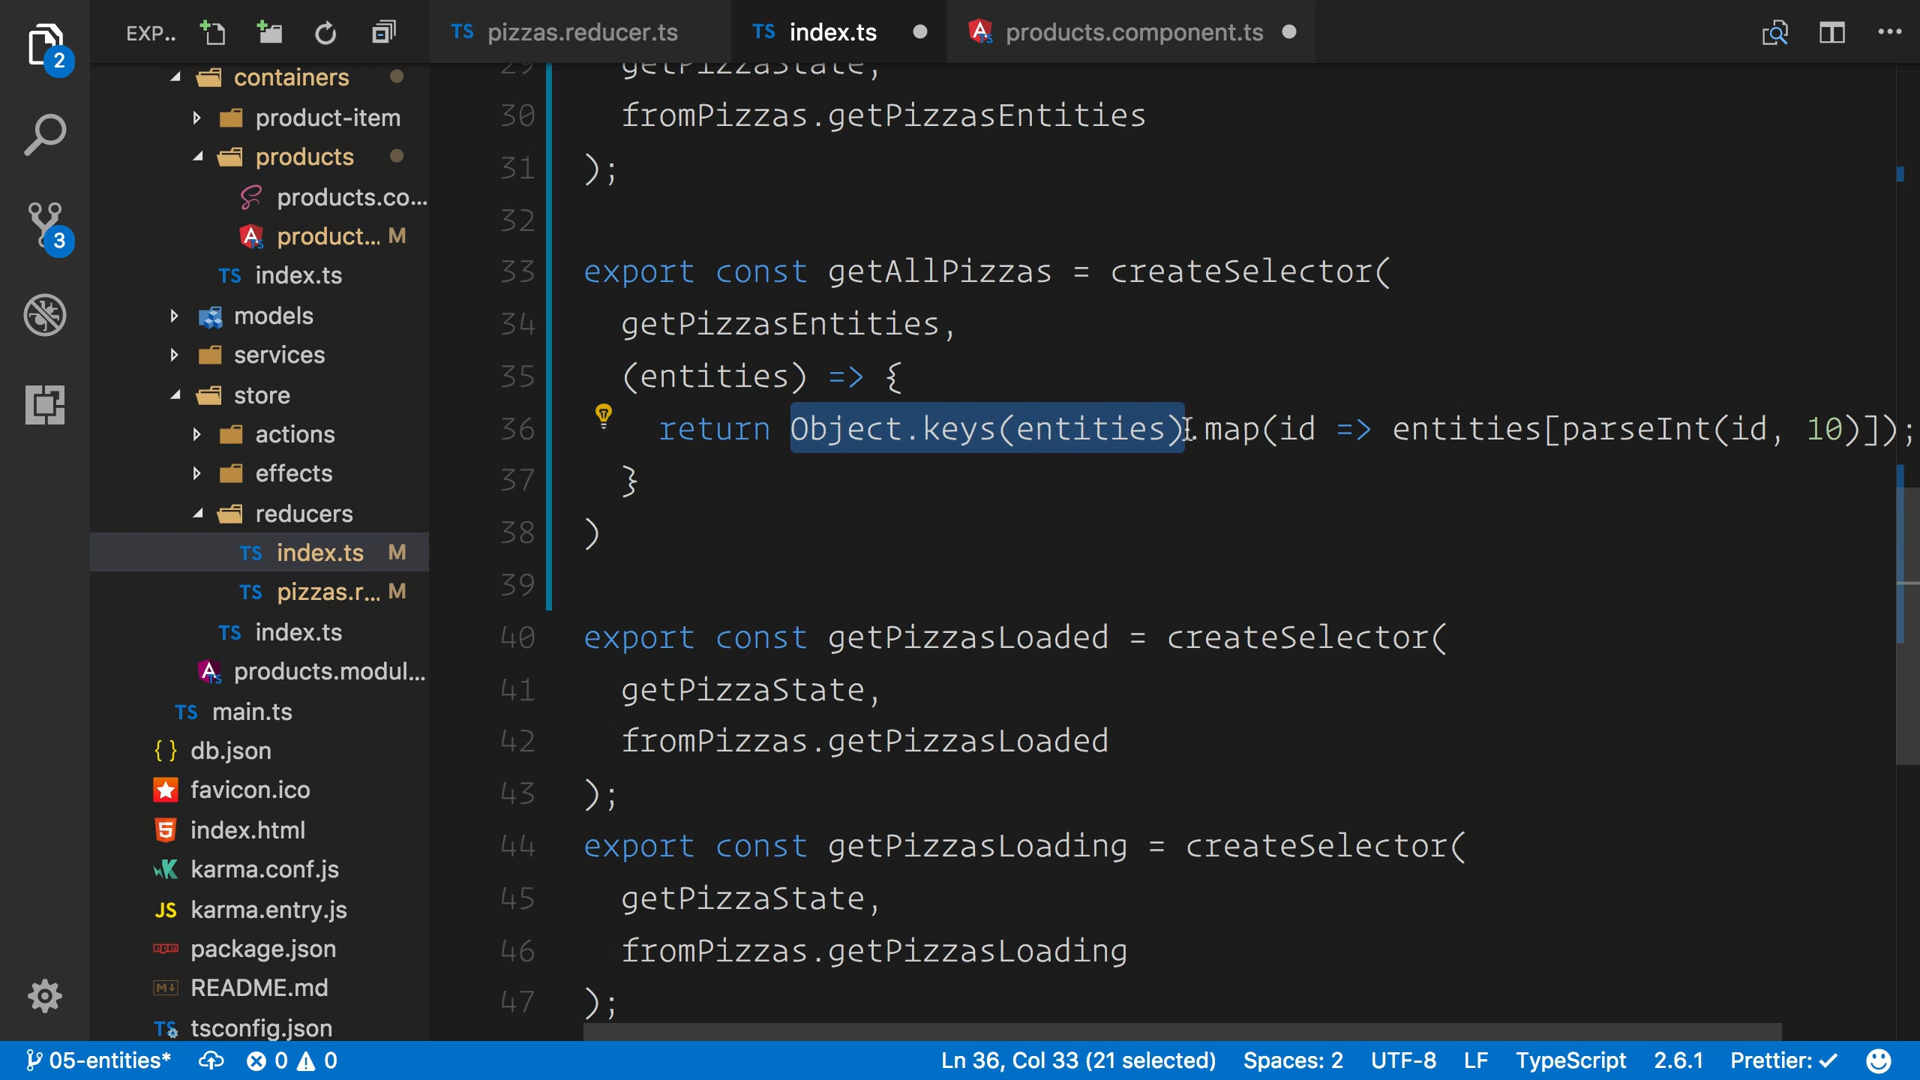 EXP..
TS pizzas.reducer.ts
TS index.ts
products.component.ts
2
3
containers
product-item
products
products.co...
product... M
TS index.ts
models
services
store
actions
effects
reducers
TS index.ts M
TS pizzas.r... M
TS index.ts
products.modul...
TS main.ts
{ } db.json
favicon.ico
index.html
karma.conf.js
JS karma.entry.js
package.json
README.md
TS tsconfig.json
29 getPizzaState,
30 fromPizzas.getPizzasEntities
31 );
32
33 export const getAllPizzas = createSelector(
34 getPizzasEntities,
35 (entities) => {
36 return Object.keys(entities).map(id => entities[parseInt(id, 10)]);
37 }
38 )
39
40 export const getPizzasLoaded = createSelector(
41 getPizzaState,
42 fromPizzas.getPizzasLoaded
43 );
44 export const getPizzasLoading = createSelector(
45 getPizzaState,
46 fromPizzas.getPizzasLoading
47 );
05-entities* 0 0 Ln 36, Col 33 (21 selected) Spaces: 2 UTF-8 LF TypeScript 2.6.1 Prettier: ✓